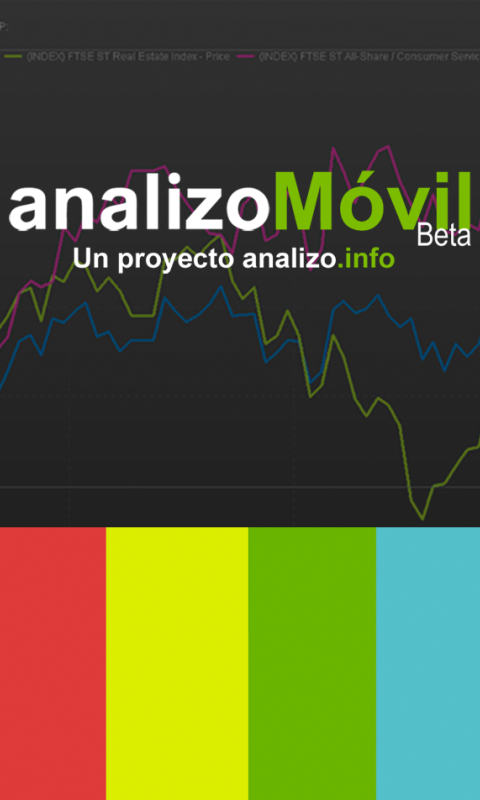 P:
(INDEX) FTSE ST Real Estate Index - Price (INDEX) FTSE ST All-Share / Consumer Servic
analizoMóvil
Beta
Un proyecto analizo.info